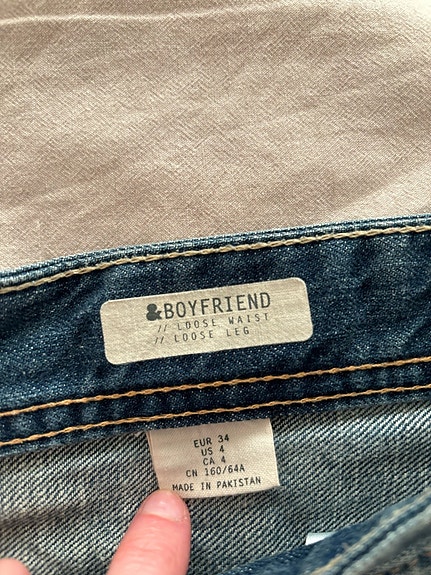 &BOYFRIEND
// LOOSE WAIST
// LOOSE LEG
EUR 34
US 4
CA 4
CN 160/64A
MADE IN PAKISTAN